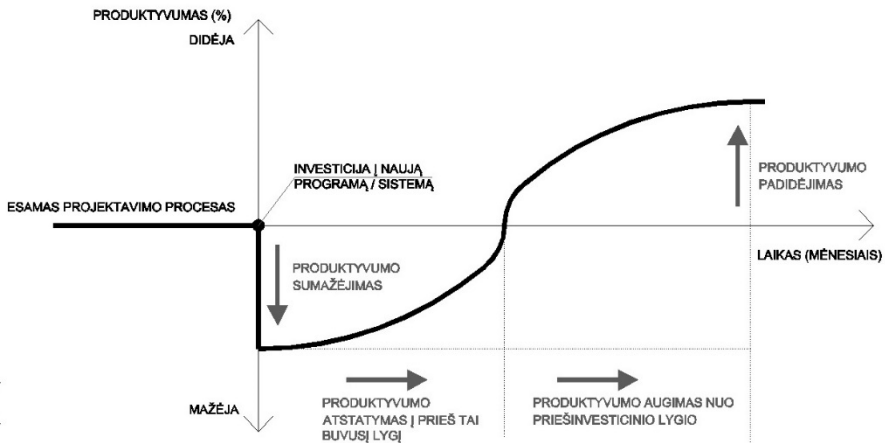 PRODUKTYVUMAS (%)
DIDĖJA
INVESTICIJA Į NAUJĄ
PROGRAMĄ / SISTEMĄ
PRODUKTYVUMO
PADIDĖJIMAS
ESAMAS PROJEKTAVIMO PROCESAS
LAIKAS (MĖNESIAIS)
PRODUKTYVUMO
SUMAŽĖJIMAS
MAŽĖJA
PRODUKTYVUMO
ATSTATYMAS Į PRIEŠ TAI
BUVUSĮ LYGĮ
PRODUKTYVUMO AUGIMAS NUO
PRIEŠINVESTICINIO LYGIO